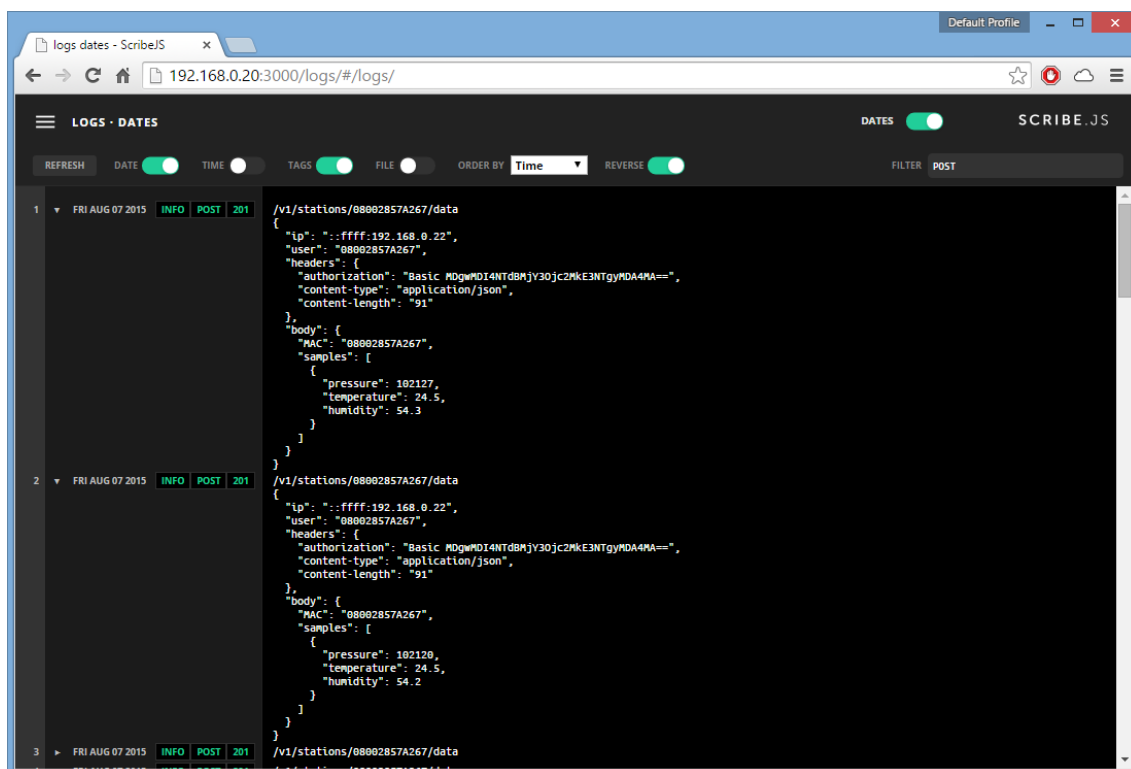 Default Profile
logs dates - ScribeJS
192.168.0.20:3000/logs/#/logs/
LOGS · DATES DATES SCRIBE.JS
REFRESH DATE TIME TAGS FILE ORDER BY Time REVERSE FILTER POST
1 FRI AUG 07 2015 INFO POST 201 /v1/stations/08002857A267/data
{
"ip": "::ffff:192.168.0.22",
"user": "08002857A267",
"headers": {
"authorization": "Basic MDgwMDI4NTdBMjY3Ojc2MkE3NTgyMDA4MA==",
"content-type": "application/json",
"content-length": "91"
},
"body": {
"MAC": "08002857A267",
"samples": [
{
"pressure": 102127,
"temperature": 24.5,
"humidity": 54.3
}
]
}
}
2 FRI AUG 07 2015 INFO POST 201 /v1/stations/08002857A267/data
{
"ip": "::ffff:192.168.0.22",
"user": "08002857A267",
"headers": {
"authorization": "Basic MDgwMDI4NTdBMjY3Ojc2MkE3NTgyMDA4MA==",
"content-type": "application/json",
"content-length": "91"
},
"body": {
"MAC": "08002857A267",
"samples": [
{
"pressure": 102120,
"temperature": 24.5,
"humidity": 54.2
}
]
}
}
3 FRI AUG 07 2015 INFO POST 201 /v1/stations/08002857A267/data